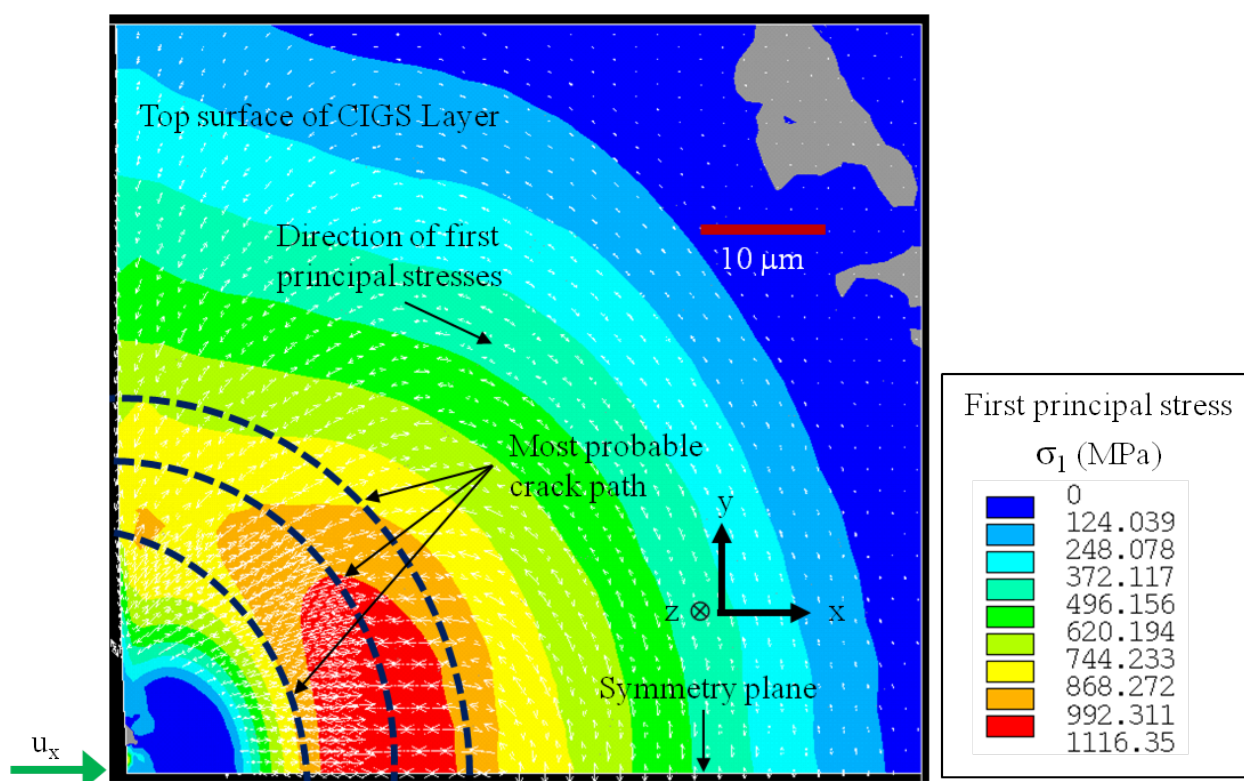 Top surface of CIGS Layer
Direction of first
principal stresses
10 μm
Most probable
crack path
y
z ⊗
x
Symmetry plane
uₓ
First principal stress
σ₁ (MPa)
0
124.039
248.078
372.117
496.156
620.194
744.233
868.272
992.311
1116.35